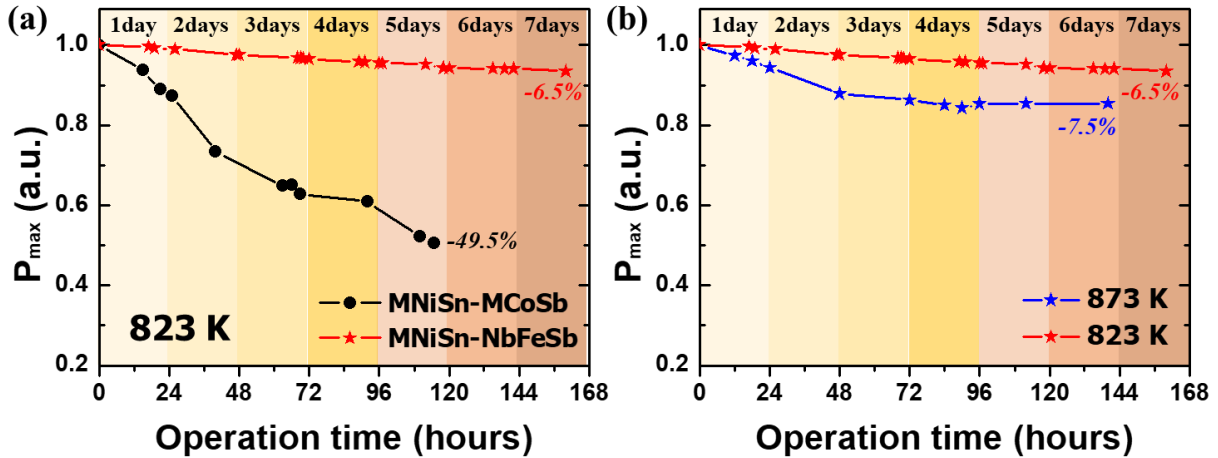 (a)
1day 2days 3days 4days 5days 6days 7days
1.0
0.8
0.6
0.4
0.2
P_max (a.u.)
-6.5%
-49.5%
MNiSn-MCoSb
MNiSn-NbFeSb
823 K
0 24 48 72 96 120 144 168
Operation time (hours)
(b)
1day 2days 3days 4days 5days 6days 7days
1.0
0.8
0.6
0.4
0.2
P_max (a.u.)
-6.5%
-7.5%
873 K
823 K
0 24 48 72 96 120 144 168
Operation time (hours)